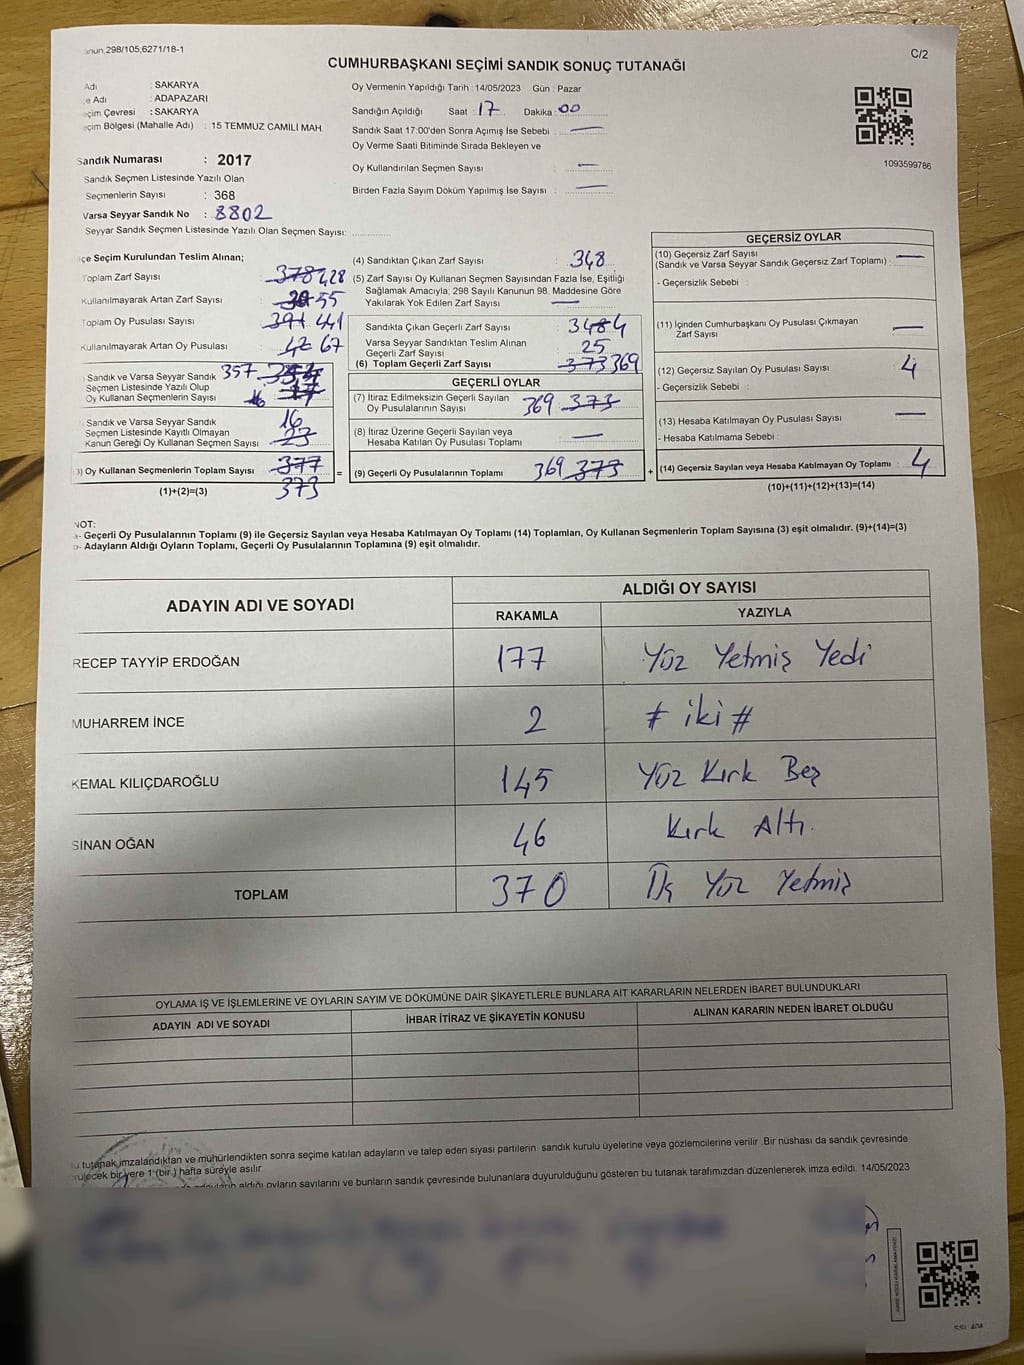 anun;298/105;6271/18-1
C/2
CUMHURBAŞKANI SEÇİMİ SANDIK SONUÇ TUTANAĞI
Adı : SAKARYA
e Adı : ADAPAZARI
eçim Çevresi : SAKARYA
eçim Bölgesi (Mahalle Adı) : 15 TEMMUZ CAMİLİ MAH.
Sandık Numarası : 2017
Sandık Seçmen Listesinde Yazılı Olan
Seçmenlerin Sayısı : 368
Varsa Seyyar Sandık No : 8802
Seyyar Sandık Seçmen Listesinde Yazılı Olan Seçmen Sayısı:
Oy Vermenin Yapıldığı Tarih : 14/05/2023 Gün : Pazar
Sandığın Açıldığı Saat : 17 Dakika : 00
Sandık Saat 17:00'den Sonra Açımış İse Sebebi : —
Oy Verme Saati Bitiminde Sırada Bekleyen ve
Oy Kullandırılan Seçmen Sayısı : —
Birden Fazla Sayım Döküm Yapılmış İse Sayısı : —
1093599786
çe Seçim Kurulundan Teslim Alınan;
Toplam Zarf Sayısı : 378 428
Kullanılmayarak Artan Zarf Sayısı : 55
Toplam Oy Pusulası Sayısı : 391 441
Kullanılmayarak Artan Oy Pusulası : 42 67
) Sandık ve Varsa Seyyar Sandık 357
Seçmen Listesinde Yazılı Olup
Oy Kullanan Seçmenlerin Sayısı
) Sandık ve Varsa Seyyar Sandık 16
Seçmen Listesinde Kayıtlı Olmayan
Kanun Gereği Oy Kullanan Seçmen Sayısı 23
3) Oy Kullanan Seçmenlerin Toplam Sayısı 377
373
(1)+(2)=(3)
(4) Sandıktan Çıkan Zarf Sayısı : 348
(5) Zarf Sayısı Oy Kullanan Seçmen Sayısından Fazla İse, Eşitliği
Sağlamak Amacıyla; 298 Sayılı Kanunun 98. Maddesine Göre
Yakılarak Yok Edilen Zarf Sayısı : —
Sandıkta Çıkan Geçerli Zarf Sayısı : 3484
Varsa Seyyar Sandıktan Teslim Alınan
Geçerli Zarf Sayısı : 25
(6) Toplam Geçerli Zarf Sayısı : 373 369
GEÇERLİ OYLAR
(7) İtiraz Edilmeksizin Geçerli Sayılan
Oy Pusulalarının Sayısı : 369 373
(8) İtiraz Üzerine Geçerli Sayılan veya
Hesaba Katılan Oy Pusulası Toplamı : —
= (9) Geçerli Oy Pusulalarının Toplamı 369 373
GEÇERSİZ OYLAR
(10) Geçersiz Zarf Sayısı
(Sandık ve Varsa Seyyar Sandık Geçersiz Zarf Toplamı) : —
- Geçersizlik Sebebi :
(11) İçinden Cumhurbaşkanı Oy Pusulası Çıkmayan
Zarf Sayısı : —
(12) Geçersiz Sayılan Oy Pusulası Sayısı : 4
- Geçersizlik Sebebi :
(13) Hesaba Katılmayan Oy Pusulası Sayısı : —
- Hesaba Katılmama Sebebi :
+ (14) Geçersiz Sayılan veya Hesaba Katılmayan Oy Toplamı : 4
(10)+(11)+(12)+(13)=(14)
NOT:
a- Geçerli Oy Pusulalarının Toplamı (9) ile Geçersiz Sayılan veya Hesaba Katılmayan Oy Toplamı (14) Toplamları, Oy Kullanan Seçmenlerin Toplam Sayısına (3) eşit olmalıdır. (9)+(14)=(3)
b- Adayların Aldığı Oyların Toplamı, Geçerli Oy Pusulalarının Toplamına (9) eşit olmalıdır.
ADAYIN ADI VE SOYADI
ALDIĞI OY SAYISI
RAKAMLA YAZIYLA
RECEP TAYYİP ERDOĞAN 177 Yüz Yetmiş Yedi
MUHARREM İNCE 2 # iki #
KEMAL KILIÇDAROĞLU 145 Yüz Kırk Beş
SİNAN OĞAN 46 Kırk Altı.
TOPLAM 370 Üç Yüz Yetmiş
OYLAMA İŞ VE İŞLEMLERİNE VE OYLARIN SAYIM VE DÖKÜMÜNE DAİR ŞİKAYETLERLE BUNLARA AİT KARARLARIN NELERDEN İBARET BULUNDUKLARI
ADAYIN ADI VE SOYADI İHBAR İTİRAZ VE ŞİKAYETİN KONUSU ALINAN KARARIN NEDEN İBARET OLDUĞU
u tutanak imzalandıktan ve mühürlendikten sonra seçime katılan adayların ve talep eden siyasi partilerin sandık kurulu üyelerine veya gözlemcilerine verilir .Bir nüshası da sandık çevresinde
rülecek bir yere 1 (bir ) hafta süreyle asılır.
aldığı oyların sayılarını ve bunların sandık çevresinde bulunanlara duyurulduğunu gösteren bu tutanak tarafımızdan düzenlenerek imza edildi. 14/05/2023